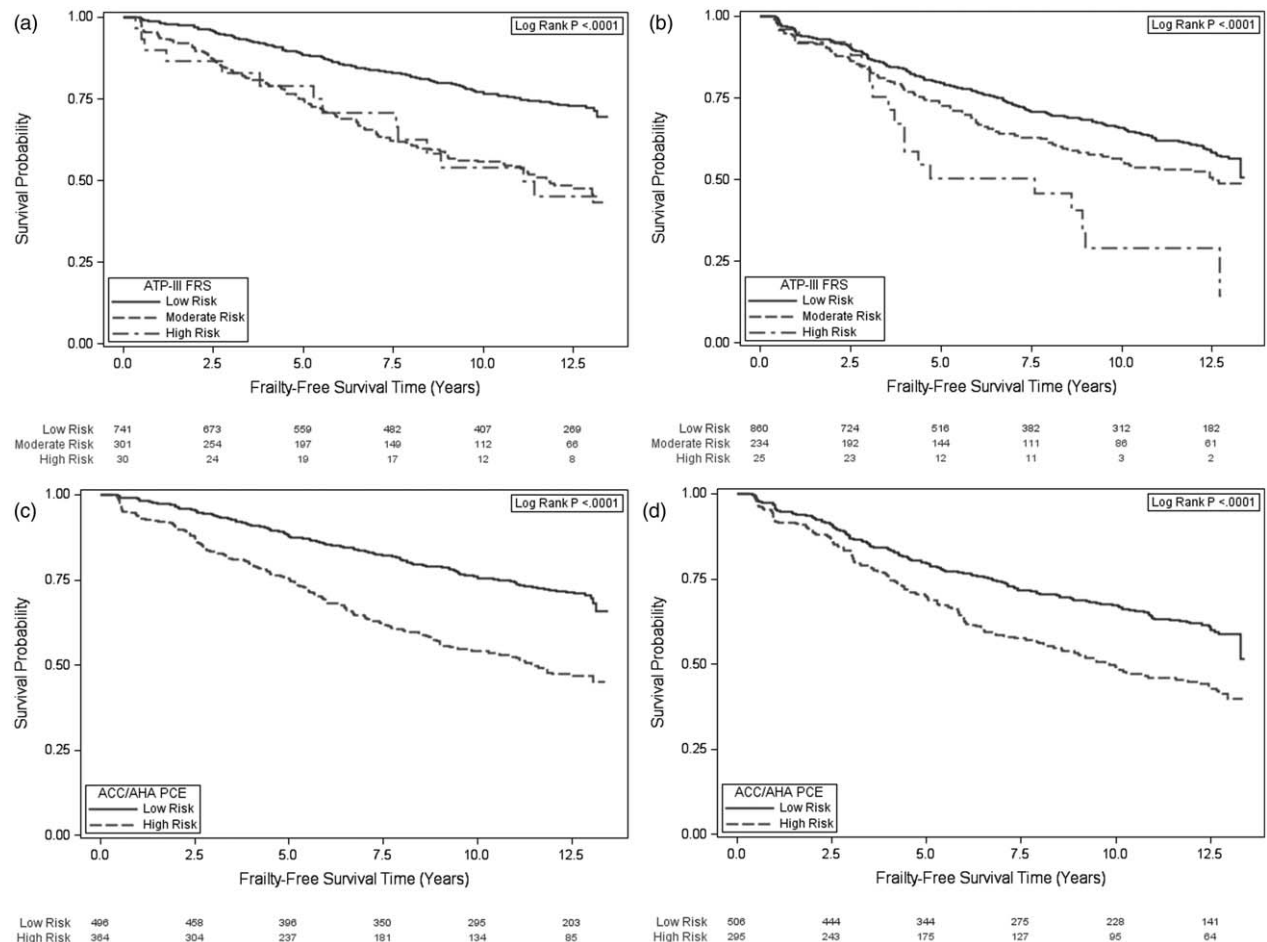 (a)
Log Rank P <.0001
1.00
0.75
0.50
0.25
0.00
Survival Probability
ATP-III FRS
Low Risk
Moderate Risk
High Risk
0.0 2.5 5.0 7.5 10.0 12.5
Frailty-Free Survival Time (Years)
Low Risk 741 673 559 482 407 269
Moderate Risk 301 254 197 149 112 66
High Risk 30 24 19 17 12 8
(b)
Log Rank P <.0001
1.00
0.75
0.50
0.25
0.00
Survival Probability
ATP-III FRS
Low Risk
Moderate Risk
High Risk
0.0 2.5 5.0 7.5 10.0 12.5
Frailty-Free Survival Time (Years)
Low Risk 860 724 516 382 312 182
Moderate Risk 234 192 144 111 86 61
High Risk 25 23 12 11 3 2
(c)
Log Rank P <.0001
1.00
0.75
0.50
0.25
0.00
Survival Probability
ACC/AHA PCE
Low Risk
High Risk
0.0 2.5 5.0 7.5 10.0 12.5
Frailty-Free Survival Time (Years)
Low Risk 496 458 396 350 295 203
High Risk 364 304 237 181 134 85
(d)
Log Rank P <.0001
1.00
0.75
0.50
0.25
0.00
Survival Probability
ACC/AHA PCE
Low Risk
High Risk
0.0 2.5 5.0 7.5 10.0 12.5
Frailty-Free Survival Time (Years)
Low Risk 506 444 344 275 228 141
High Risk 295 243 175 127 95 64